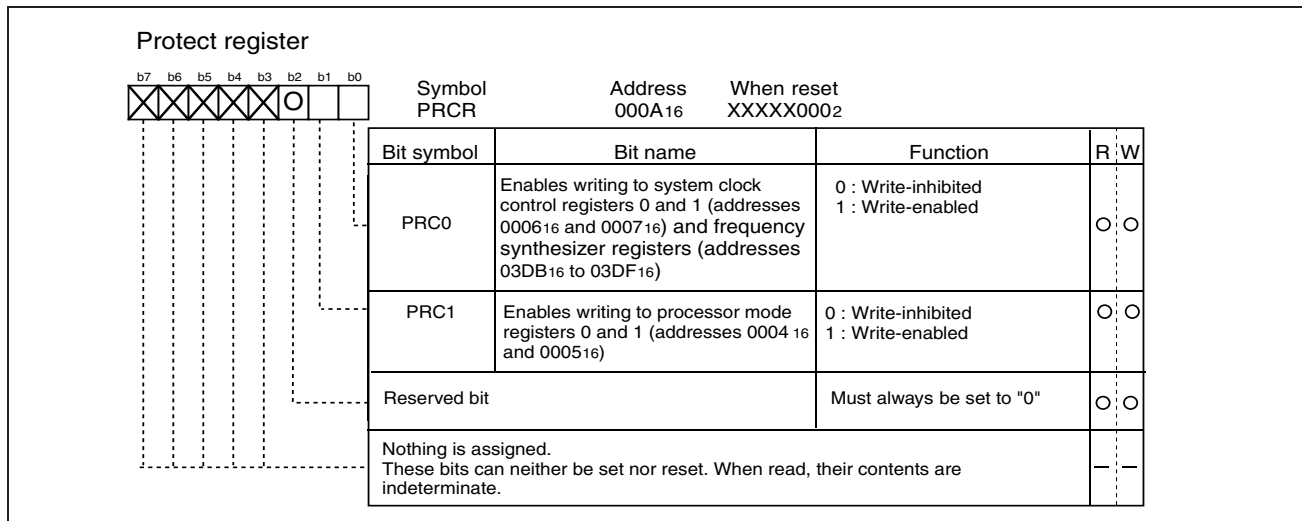 Protect register
b7 b6 b5 b4 b3 b2 b1 b0
O
Symbol Address When reset
PRCR 000A16 XXXXX0002
Bit symbol Bit name Function R W
PRC0
Enables writing to system clock
control registers 0 and 1 (addresses
000616 and 000716) and frequency
synthesizer registers (addresses
03DB16 to 03DF16)
0 : Write-inhibited
1 : Write-enabled
O O
PRC1
Enables writing to processor mode
registers 0 and 1 (addresses 0004 16
and 000516)
0 : Write-inhibited
1 : Write-enabled
O O
Reserved bit Must always be set to "0" O O
Nothing is assigned.
These bits can neither be set nor reset. When read, their contents are
indeterminate.
– –